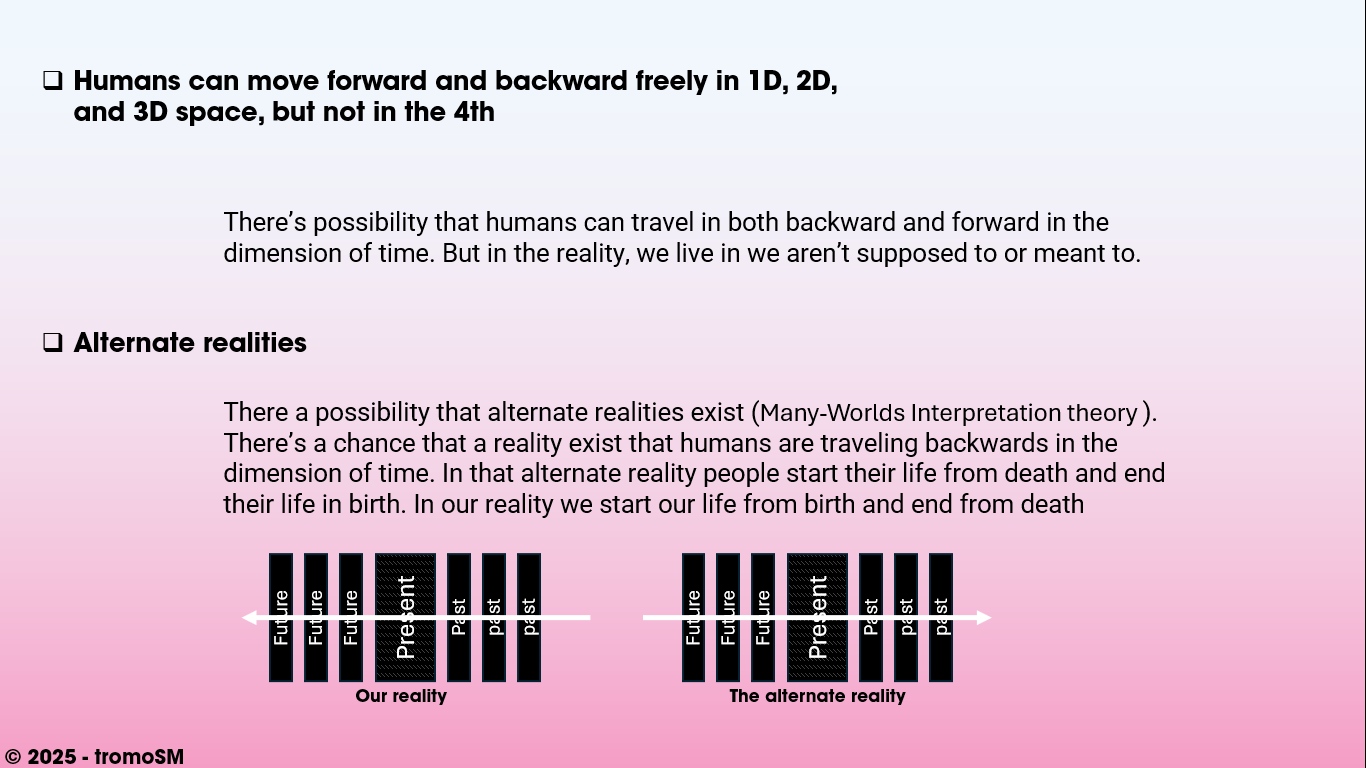 ❑ Humans can move forward and backward freely in 1D, 2D,
and 3D space, but not in the 4th
There’s possibility that humans can travel in both backward and forward in the
dimension of time. But in the reality, we live in we aren’t supposed to or meant to.
❑ Alternate realities
There a possibility that alternate realities exist (Many-Worlds Interpretation theory ).
There’s a chance that a reality exist that humans are traveling backwards in the
dimension of time. In that alternate reality people start their life from death and end
their life in birth. In our reality we start our life from birth and end from death
Future
Future
Future
Present
Past
past
past
Our reality
Future
Future
Future
Present
Past
past
past
The alternate reality
© 2025 - tromoSM